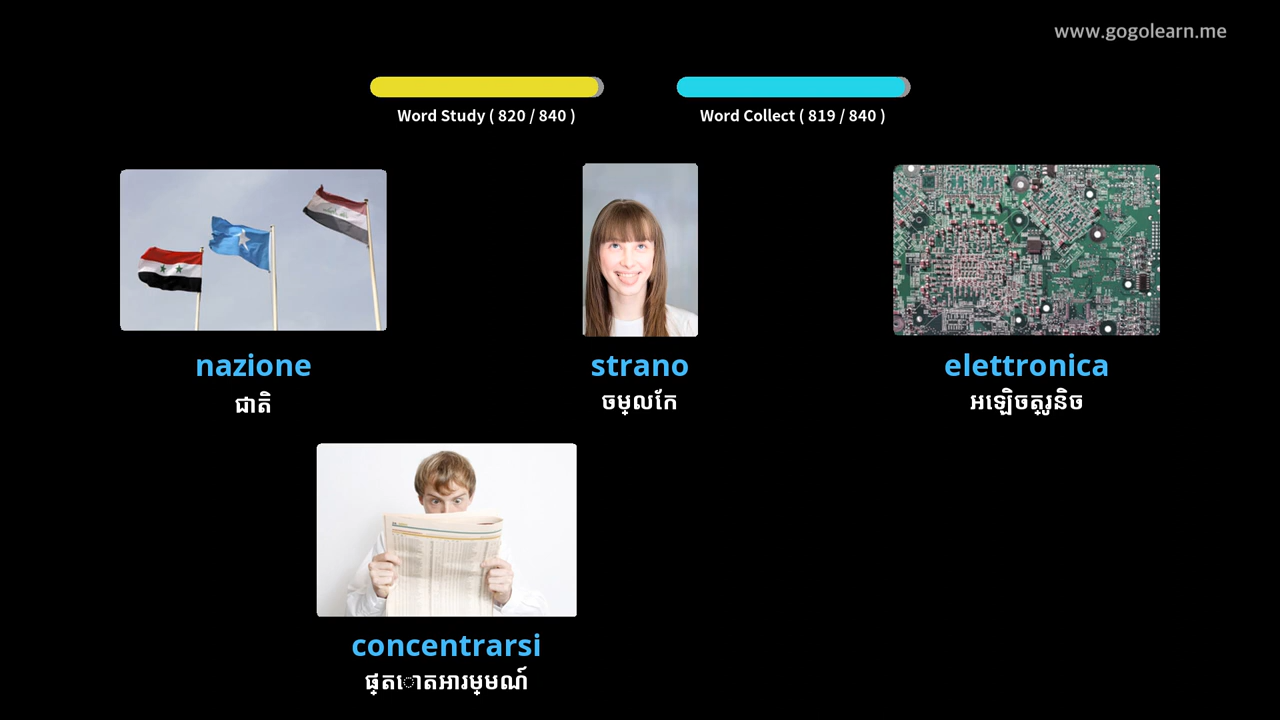 www.gogolearn.me
Word Study ( 820 / 840 )
Word Collect ( 819 / 840 )
nazione
ជាតិ
strano
ចម្លកែ
elettronica
អឡេិចត្រូនិច
concentrarsi
ផ្តោតអារម្មណ៍